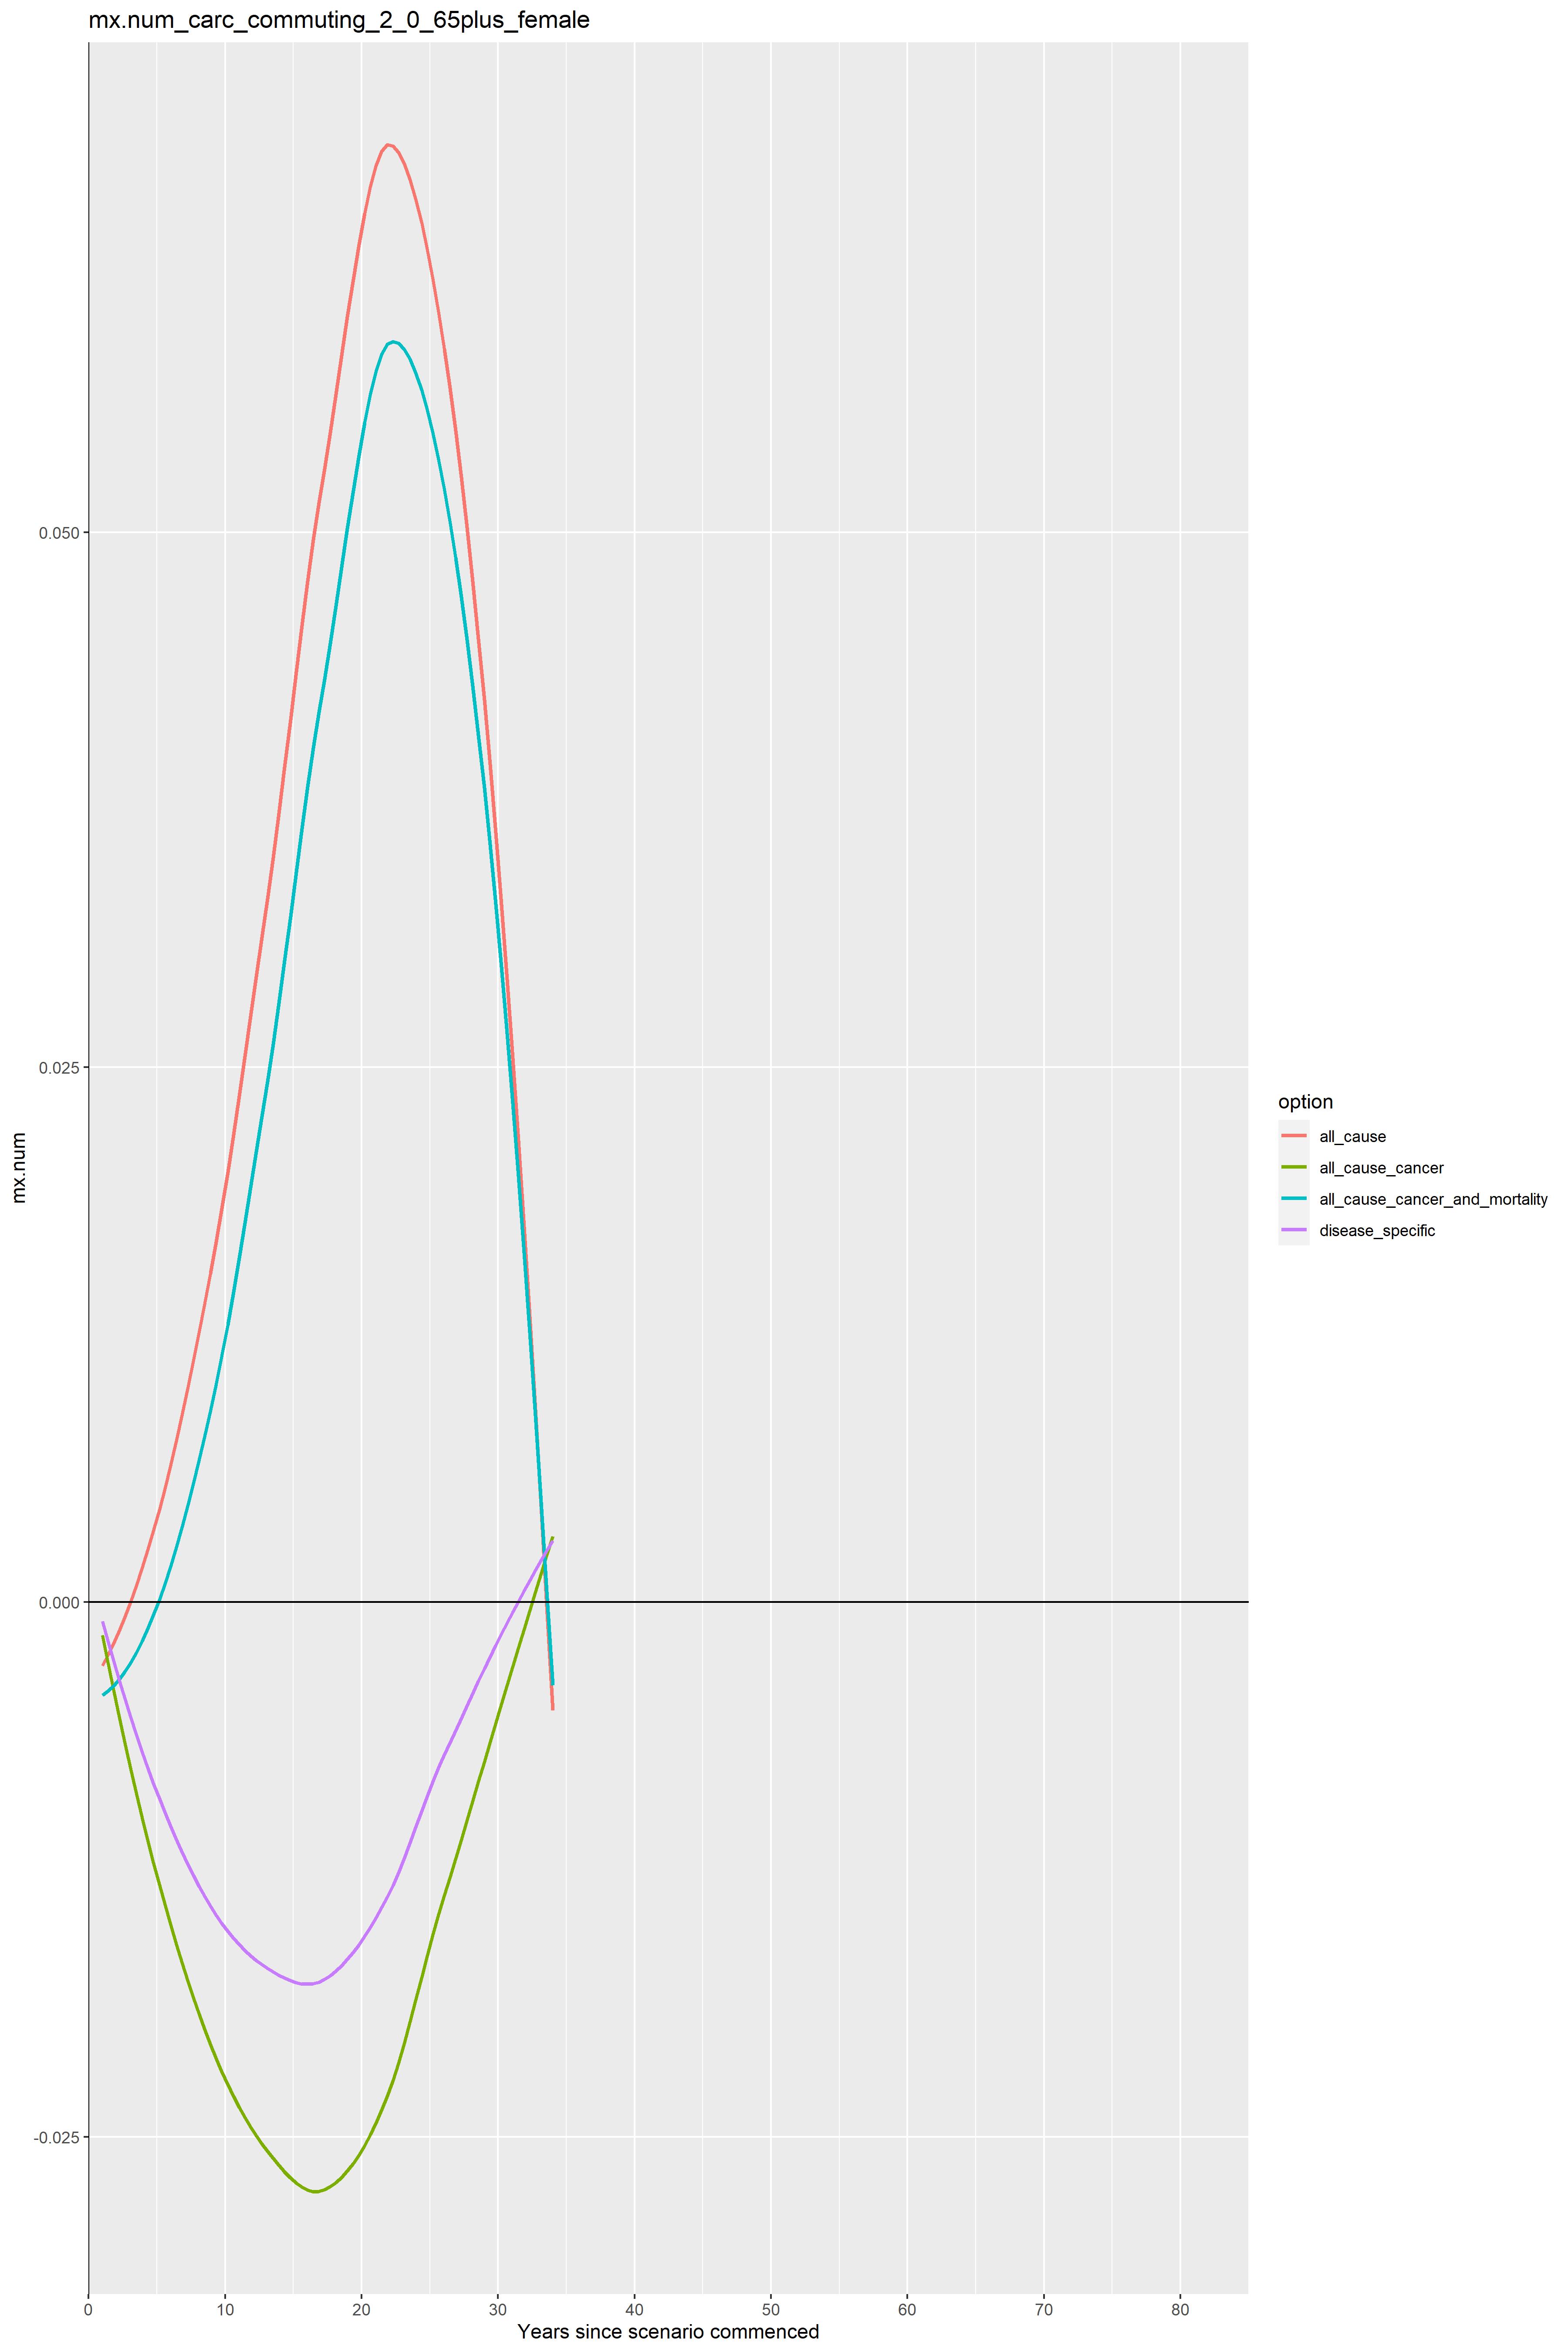 mx.num_carc_commuting_2_0_65plus_female
mx.num
0.050
0.025
0.000
-0.025
0 10 20 30 40 50 60 70 80
Years since scenario commenced
option
all_cause
all_cause_cancer
all_cause_cancer_and_mortality
disease_specific